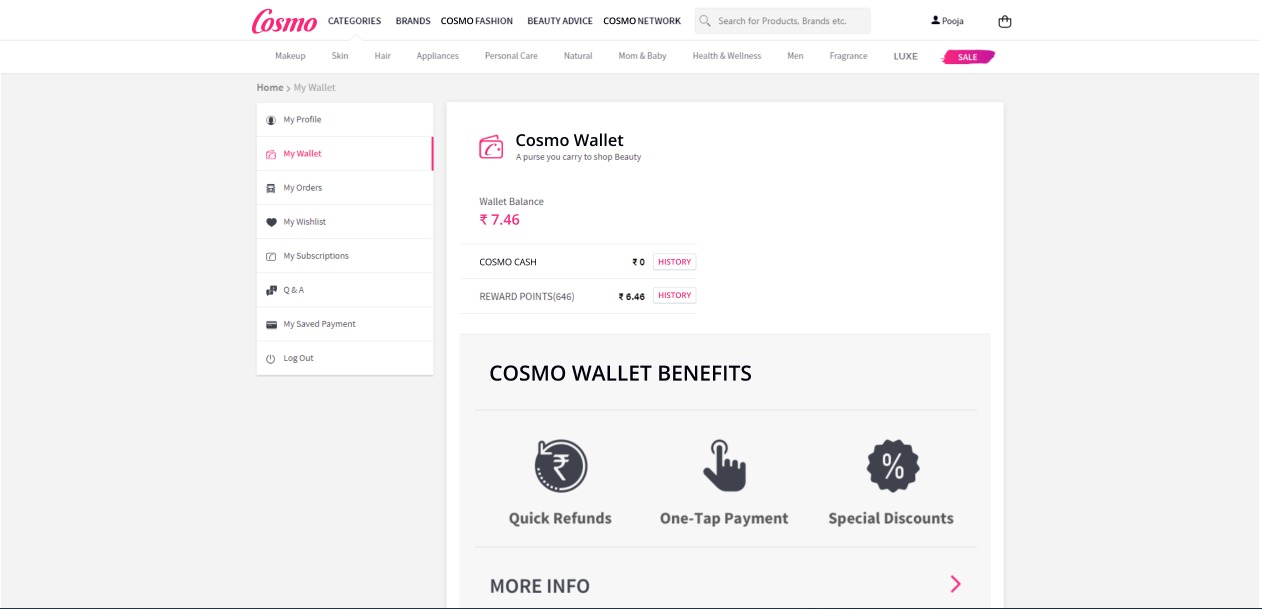 Cosmo CATEGORIES BRANDS COSMO FASHION BEAUTY ADVICE COSMO NETWORK Search for Products, Brands etc. Pooja
Makeup Skin Hair Appliances Personal Care Natural Mom & Baby Health & Wellness Men Fragrance LUXE SALE
Home > My Wallet
My Profile
My Wallet
My Orders
My Wishlist
My Subscriptions
Q & A
My Saved Payment
Log Out
Cosmo Wallet
A purse you carry to shop Beauty
Wallet Balance
₹ 7.46
COSMO CASH ₹ 0 HISTORY
REWARD POINTS(646) ₹ 6.46 HISTORY
COSMO WALLET BENEFITS
₹ %
Quick Refunds One-Tap Payment Special Discounts
MORE INFO